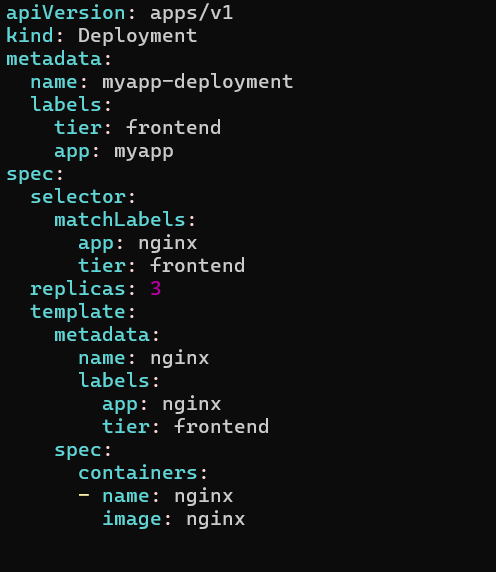 apiVersion: apps/v1
kind: Deployment
metadata:
  name: myapp-deployment
  labels:
    tier: frontend
    app: myapp
spec:
  selector:
    matchLabels:
      app: nginx
      tier: frontend
  replicas: 3
  template:
    metadata:
      name: nginx
      labels:
        app: nginx
        tier: frontend
    spec:
      containers:
      - name: nginx
        image: nginx